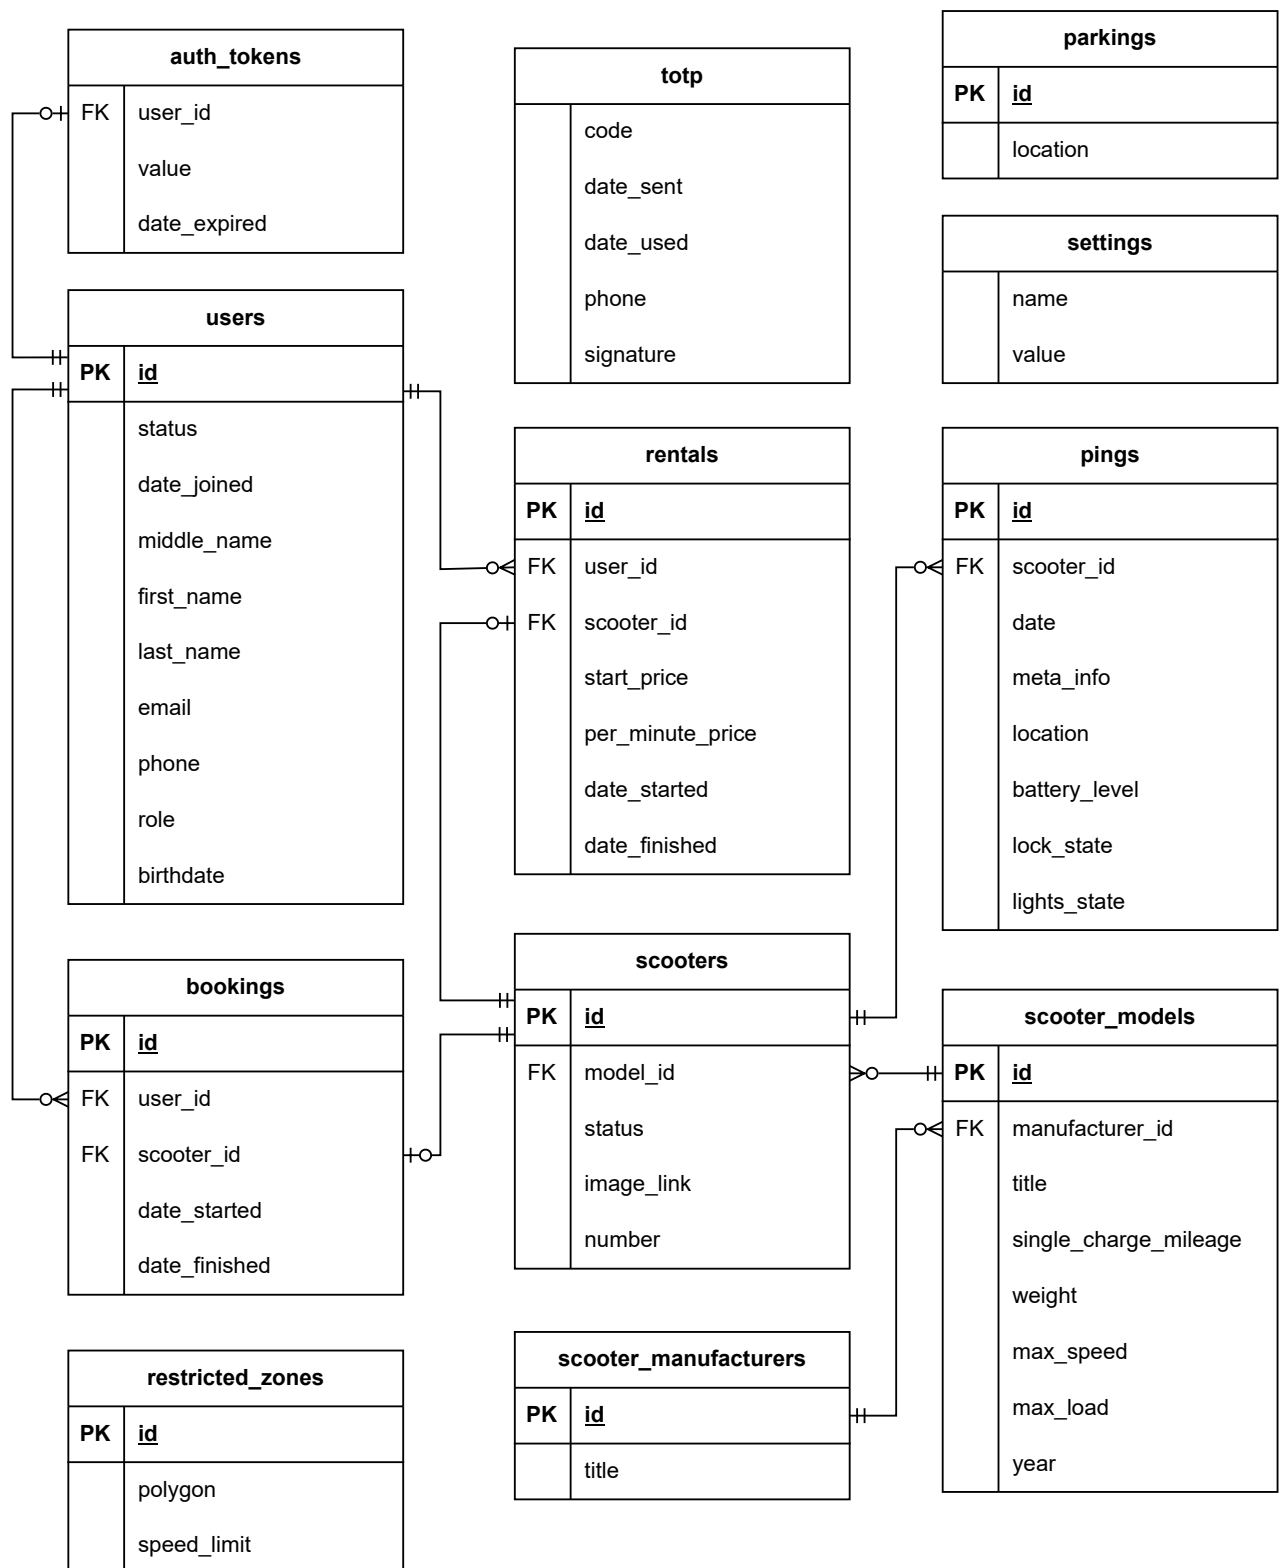 auth_tokens
FK user_id
value
date_expired
users
PK id
status
date_joined
middle_name
first_name
last_name
email
phone
role
birthdate
bookings
PK id
FK user_id
FK scooter_id
date_started
date_finished
restricted_zones
PK id
polygon
speed_limit
totp
code
date_sent
date_used
phone
signature
rentals
PK id
FK user_id
FK scooter_id
start_price
per_minute_price
date_started
date_finished
scooters
PK id
FK model_id
status
image_link
number
scooter_manufacturers
PK id
title
parkings
PK id
location
settings
name
value
pings
PK id
FK scooter_id
date
meta_info
location
battery_level
lock_state
lights_state
scooter_models
PK id
FK manufacturer_id
title
single_charge_mileage
weight
max_speed
max_load
year